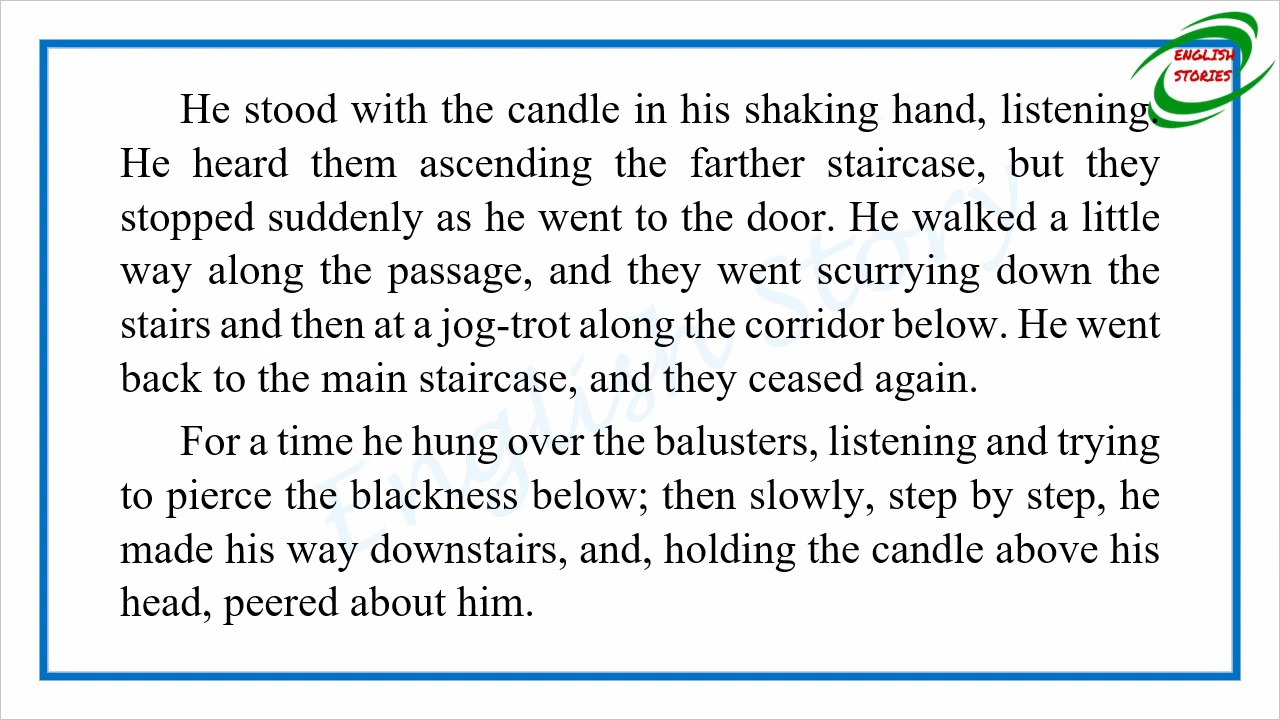 ENGLISH
STORIES
He stood with the candle in his shaking hand, listening.
He heard them ascending the farther staircase, but they
stopped suddenly as he went to the door. He walked a little
way along the passage, and they went scurrying down the
stairs and then at a jog-trot along the corridor below. He went
back to the main staircase, and they ceased again.
For a time he hung over the balusters, listening and trying
to pierce the blackness below; then slowly, step by step, he
made his way downstairs, and, holding the candle above his
head, peered about him.
English Story